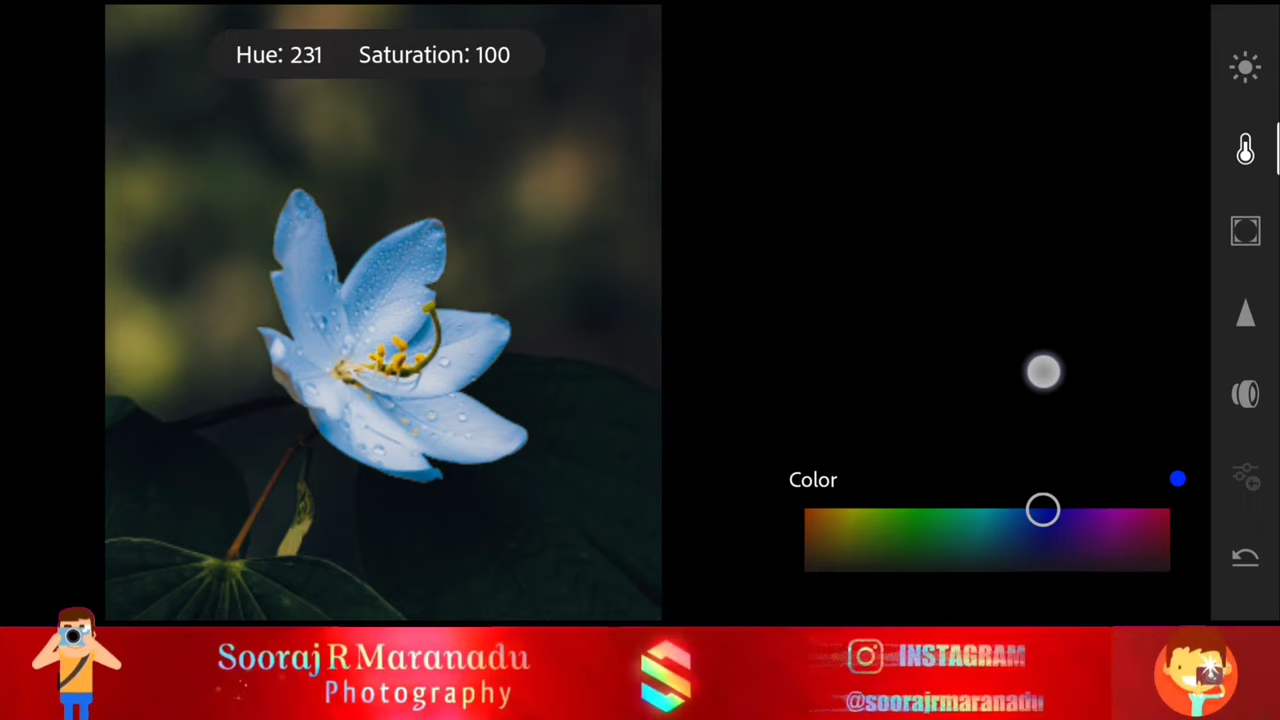 Hue: 231 Saturation: 100
Color
Sooraj R Maranadu
Photography
INSTAGRAM
@soorajrmaranadu